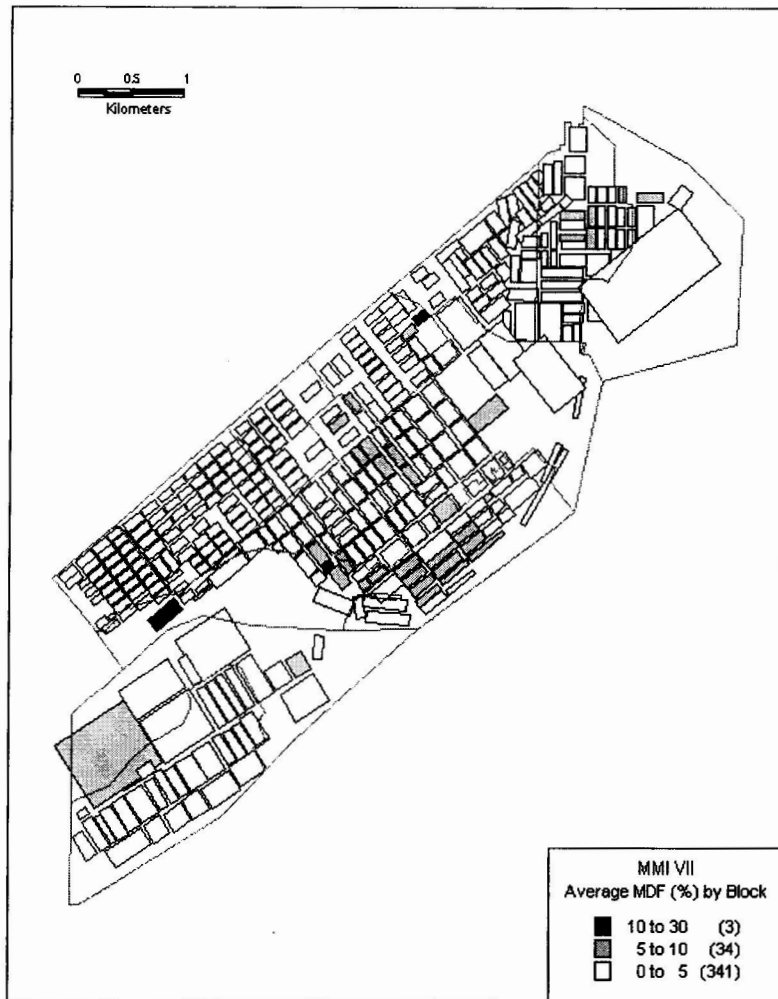 0 0.5 1
Kilometers
MMI VII
Average MDF (%) by Block
10 to 30 (3)
5 to 10 (34)
0 to 5 (341)